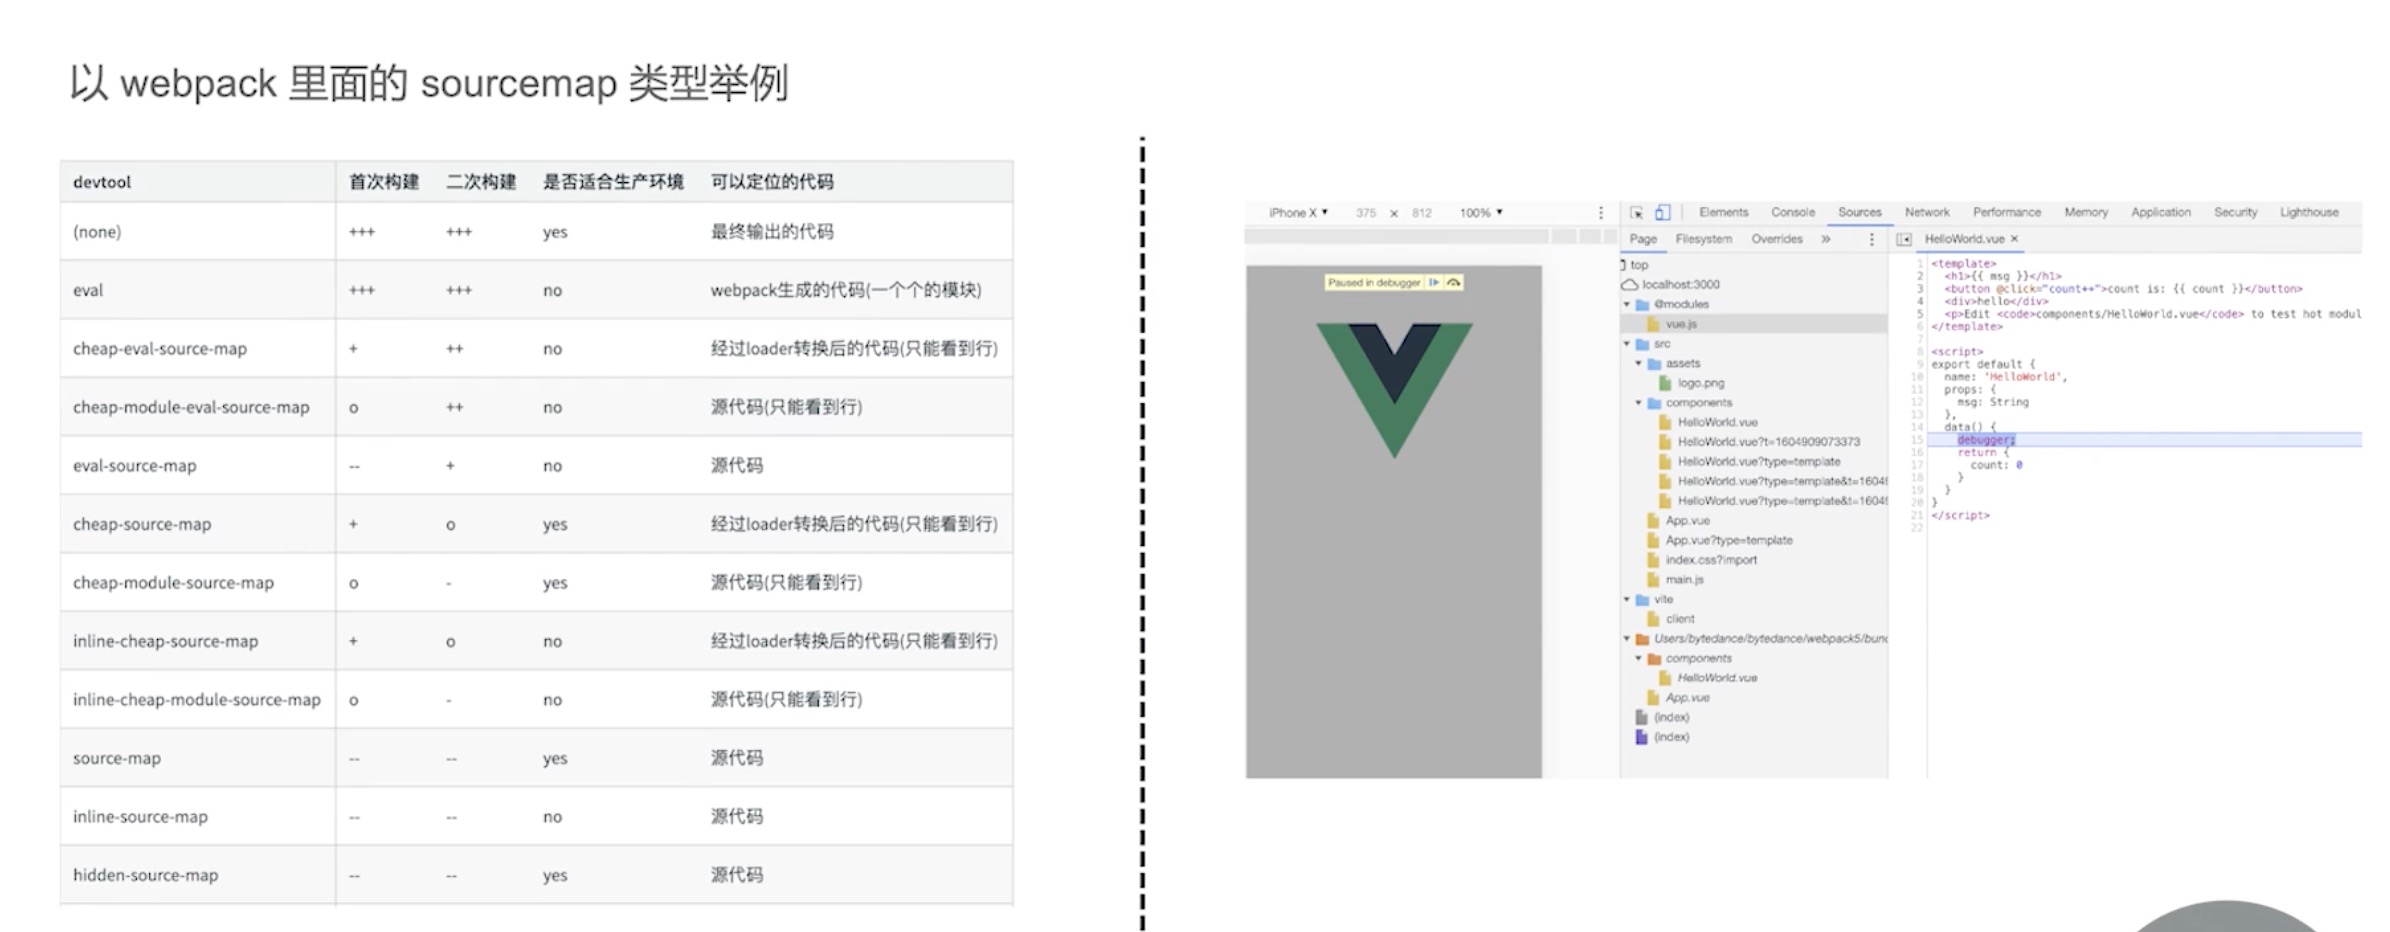 以 webpack 里面的 sourcemap 类型举例
devtool 首次构建 二次构建 是否适合生产环境 可以定位的代码
(none) +++ +++ yes 最终输出的代码
eval +++ +++ no webpack生成的代码(一个个的模块)
cheap-eval-source-map + ++ no 经过loader转换后的代码(只能看到行)
cheap-module-eval-source-map o ++ no 源代码(只能看到行)
eval-source-map -- + no 源代码
cheap-source-map + o yes 经过loader转换后的代码(只能看到行)
cheap-module-source-map o - yes 源代码(只能看到行)
inline-cheap-source-map + o no 经过loader转换后的代码(只能看到行)
inline-cheap-module-source-map o - no 源代码(只能看到行)
source-map -- -- yes 源代码
inline-source-map -- -- no 源代码
hidden-source-map -- -- yes 源代码
iPhone X ▼ 375 × 812 100% ▼
Paused in debugger
Elements Console Sources Network Performance Memory Application Security Lighthouse
Page Filesystem Overrides »
top
localhost:3000
@modules
vue.js
src
assets
logo.png
components
HelloWorld.vue
HelloWorld.vue?t=1604909073373
HelloWorld.vue?type=template
HelloWorld.vue?type=template&t=1604
HelloWorld.vue?type=template&t=1604
App.vue
App.vue?type=template
index.css?import
main.js
vite
client
Users/bytedance/bytedance/webpack5/bund
components
HelloWorld.vue
App.vue
(index)
(index)
HelloWorld.vue ×
1 <template>
2 <h1>{{ msg }}</h1>
3 <button @click="count++">count is: {{ count }}</button>
4 <div>hello</div>
5 <p>Edit <code>components/HelloWorld.vue</code> to test hot modul
6 </template>
7
8 <script>
9 export default {
10 name: 'HelloWorld',
11 props: {
12 msg: String
13 },
14 data() {
15 debugger;
16 return {
17 count: 0
18 }
19 }
20 }
21 </script>
22